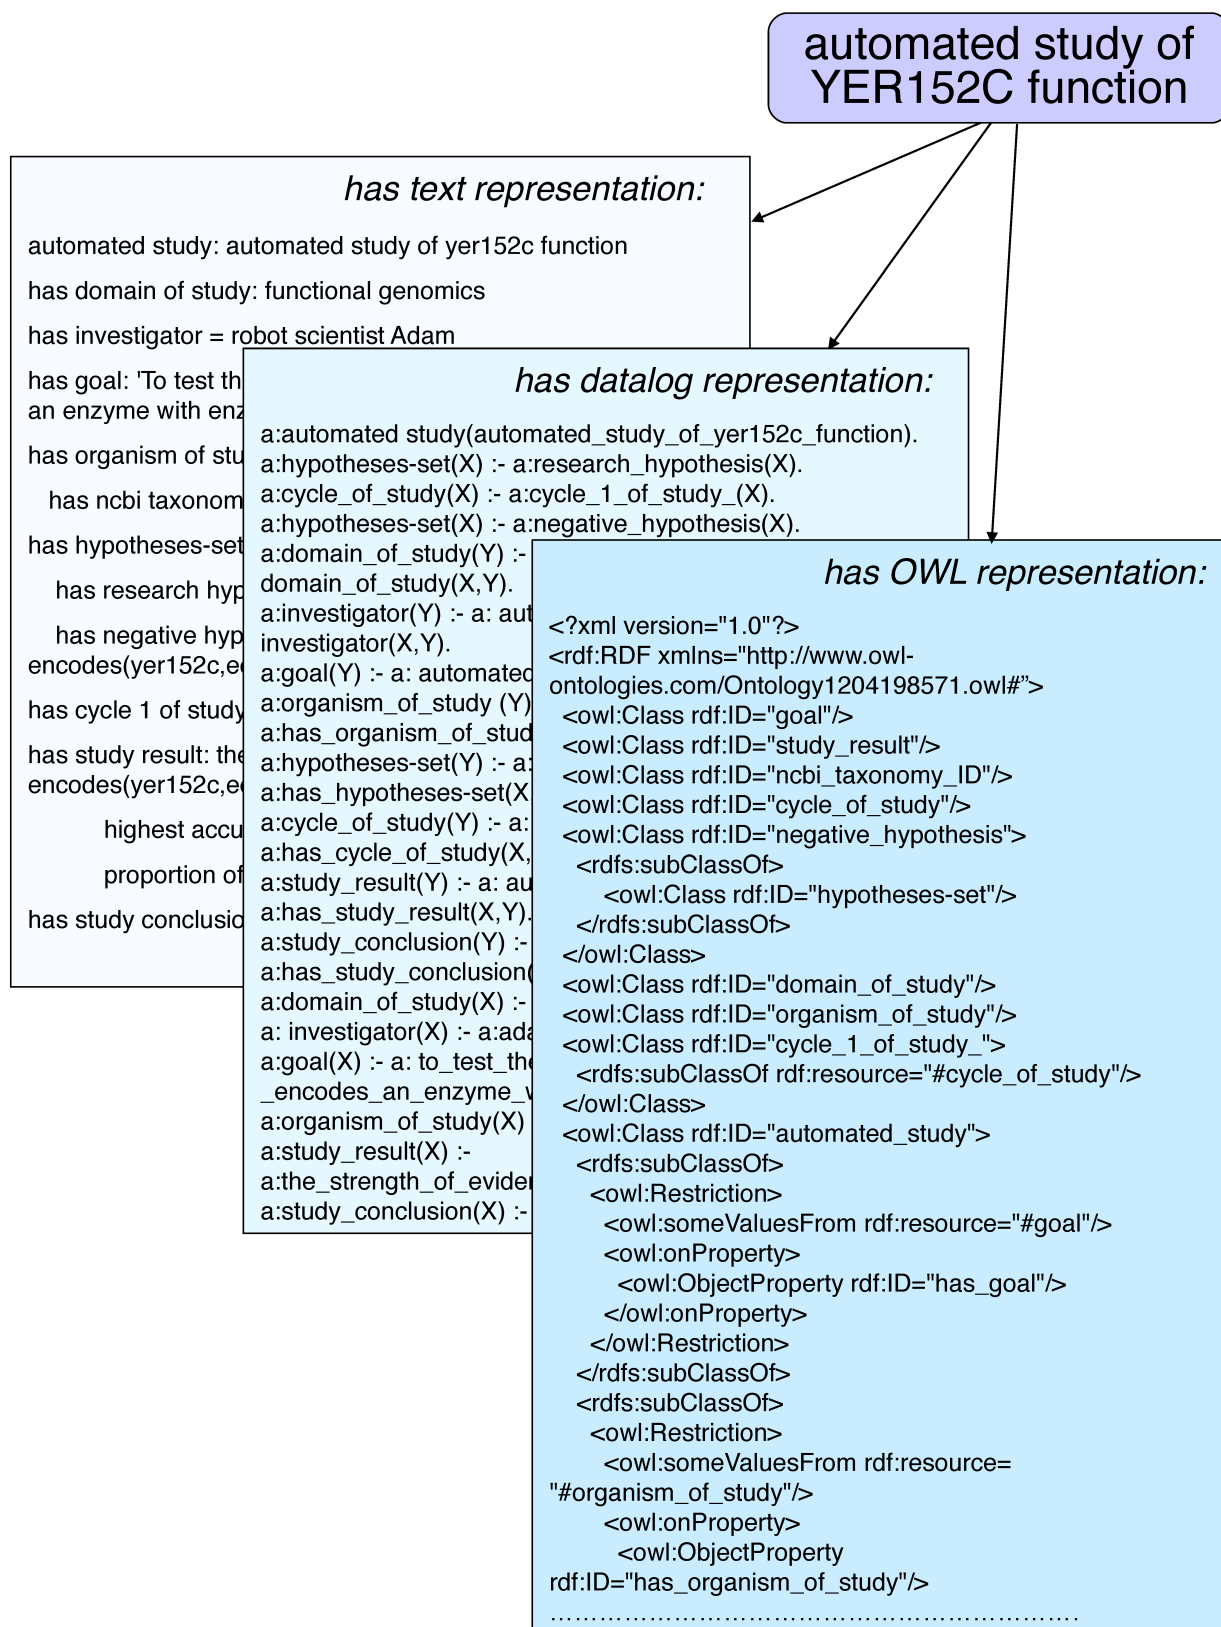 automated study of
YER152C function
has text representation:
automated study: automated study of yer152c function
has domain of study: functional genomics
has investigator = robot scientist Adam
has goal: 'To test th
an enzyme with enz
has organism of stu
has ncbi taxonom
has hypotheses-set
has research hyp
has negative hyp
encodes(yer152c,ec
has cycle 1 of study
has study result: the
encodes(yer152c,ec
highest accu
proportion of
has study conclusio
has datalog representation:
a:automated study(automated_study_of_yer152c_function).
a:hypotheses-set(X) :- a:research_hypothesis(X).
a:cycle_of_study(X) :- a:cycle_1_of_study_(X).
a:hypotheses-set(X) :- a:negative_hypothesis(X).
a:domain_of_study(Y) :-
domain_of_study(X,Y).
a:investigator(Y) :- a: aut
investigator(X,Y).
a:goal(Y) :- a: automated
a:organism_of_study (Y)
a:has_organism_of_stud
a:hypotheses-set(Y) :- a:
a:has_hypotheses-set(X
a:cycle_of_study(Y) :- a:
a:has_cycle_of_study(X,
a:study_result(Y) :- a: au
a:has_study_result(X,Y).
a:study_conclusion(Y) :-
a:has_study_conclusion(
a:domain_of_study(X) :-
a: investigator(X) :- a:ada
a:goal(X) :- a: to_test_the
_encodes_an_enzyme_w
a:organism_of_study(X)
a:study_result(X) :-
a:the_strength_of_eviden
a:study_conclusion(X) :-
has OWL representation:
<?xml version="1.0"?>
<rdf:RDF xmlns="http://www.owl-
ontologies.com/Ontology1204198571.owl#”>
<owl:Class rdf:ID="goal"/>
<owl:Class rdf:ID="study_result"/>
<owl:Class rdf:ID="ncbi_taxonomy_ID"/>
<owl:Class rdf:ID="cycle_of_study"/>
<owl:Class rdf:ID="negative_hypothesis">
<rdfs:subClassOf>
<owl:Class rdf:ID="hypotheses-set"/>
</rdfs:subClassOf>
</owl:Class>
<owl:Class rdf:ID="domain_of_study"/>
<owl:Class rdf:ID="organism_of_study"/>
<owl:Class rdf:ID="cycle_1_of_study_">
<rdfs:subClassOf rdf:resource="#cycle_of_study"/>
</owl:Class>
<owl:Class rdf:ID="automated_study">
<rdfs:subClassOf>
<owl:Restriction>
<owl:someValuesFrom rdf:resource="#goal"/>
<owl:onProperty>
<owl:ObjectProperty rdf:ID="has_goal"/>
</owl:onProperty>
</owl:Restriction>
</rdfs:subClassOf>
<rdfs:subClassOf>
<owl:Restriction>
<owl:someValuesFrom rdf:resource=
"#organism_of_study"/>
<owl:onProperty>
<owl:ObjectProperty
rdf:ID="has_organism_of_study"/>
……………………………………………………….